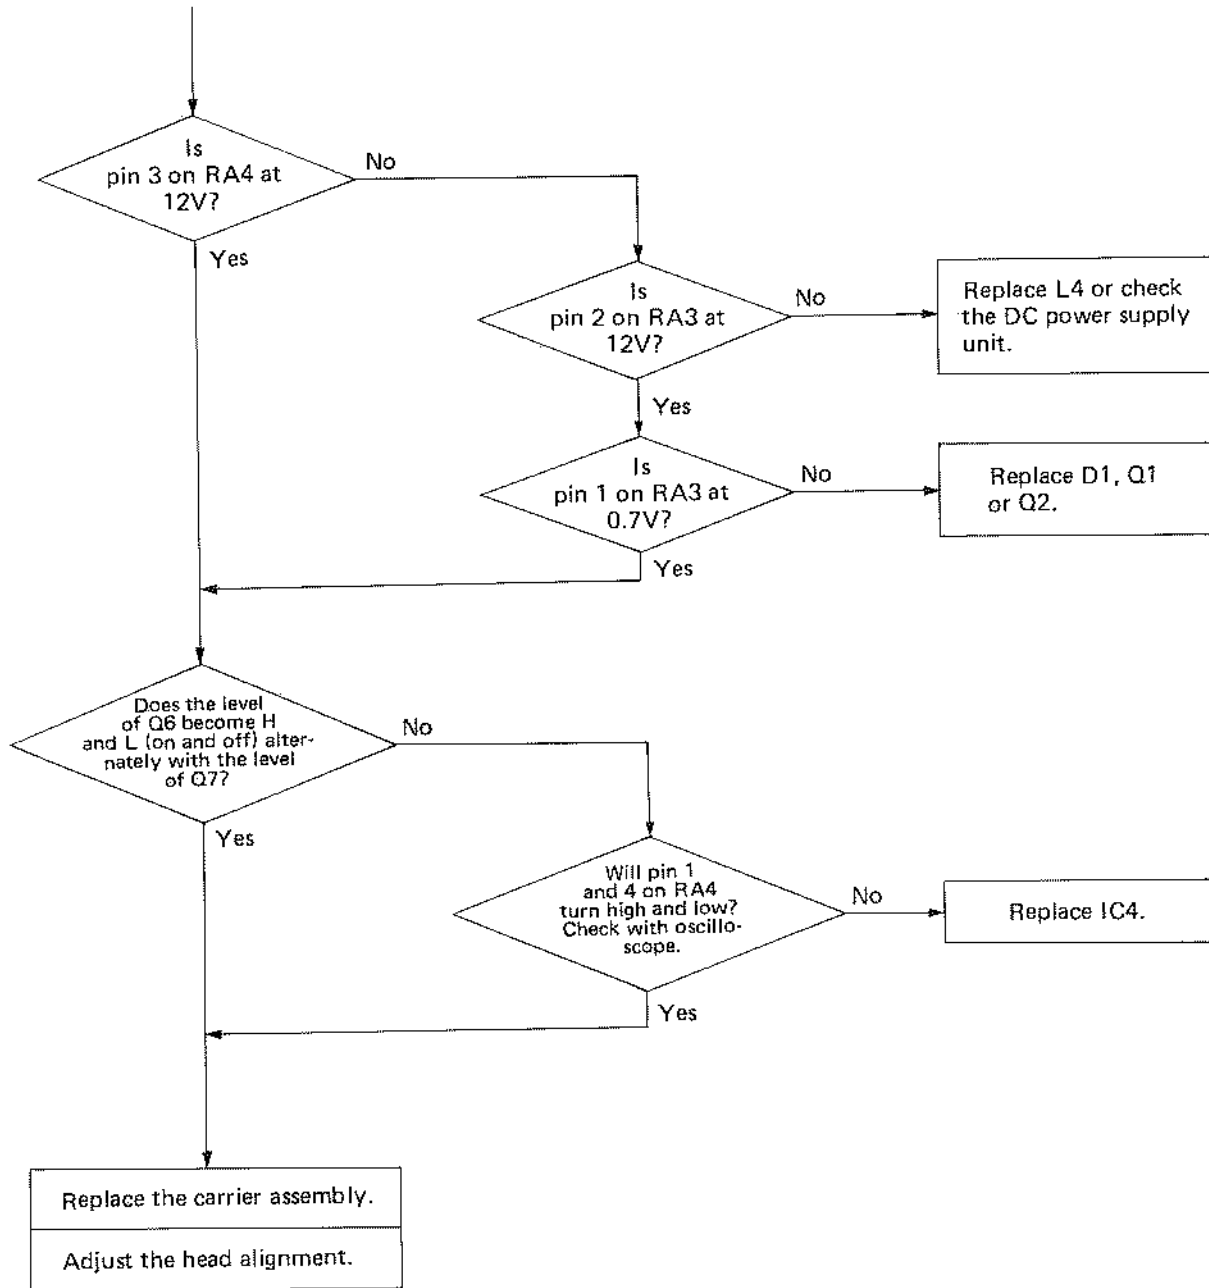 Is
pin 3 on RA4 at
12V?
No
Yes
Is
pin 2 on RA3 at
12V?
No
Replace L4 or check
the DC power supply
unit.
Yes
Is
pin 1 on RA3 at
0.7V?
No
Replace D1, Q1
or Q2.
Yes
Does the level
of Q6 become H
and L (on and off) alter-
nately with the level
of Q7?
No
Yes
Will pin 1
and 4 on RA4
turn high and low?
Check with oscillo-
scope.
No
Replace IC4.
Yes
Replace the carrier assembly.
Adjust the head alignment.